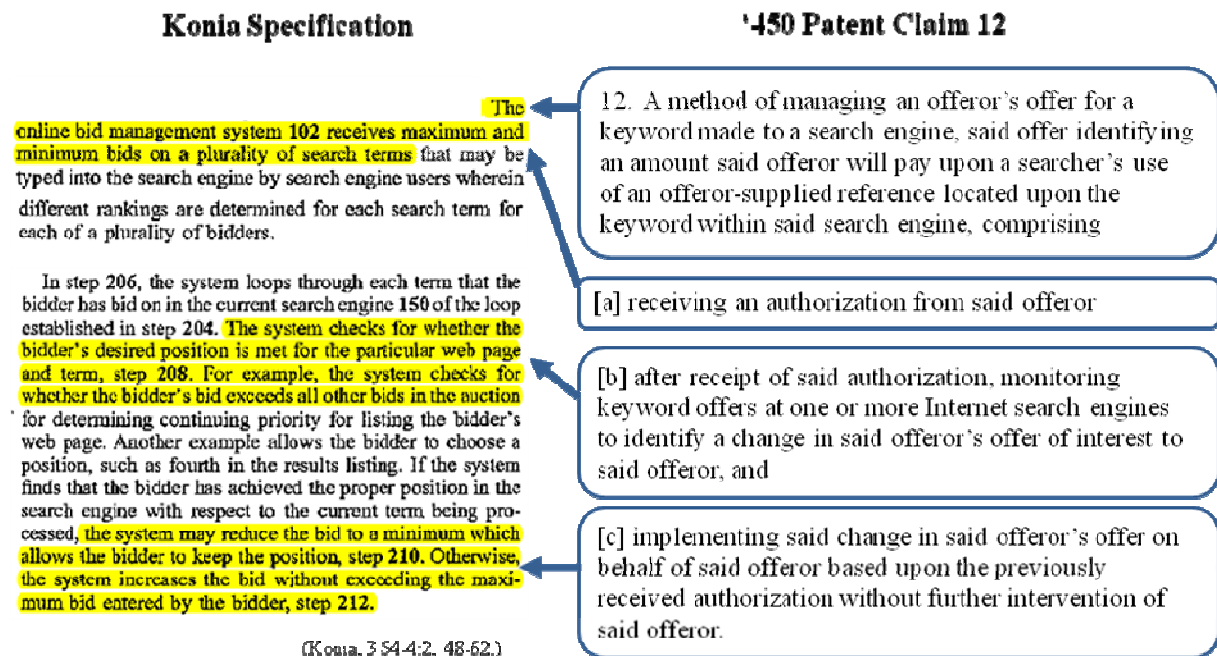 Konia Specification
'450 Patent Claim 12
The
online bid management system 102 receives maximum and
minimum bids on a plurality of search terms that may be
typed into the search engine by search engine users wherein
different rankings are determined for each search term for
each of a plurality of bidders.
In step 206, the system loops through each term that the
bidder has bid on in the current search engine 150 of the loop
established in step 204. The system checks for whether the
bidder's desired position is met for the particular web page
and term, step 208. For example, the system checks for
whether the bidder's bid exceeds all other bids in the auction
for determining continuing priority for listing the bidder's
web page. Another example allows the bidder to choose a
position, such as fourth in the results listing. If the system
finds that the bidder has achieved the proper position in the
search engine with respect to the current term being pro-
cessed, the system may reduce the bid to a minimum which
allows the bidder to keep the position, step 210. Otherwise,
the system increases the bid without exceeding the maxi-
mum bid entered by the bidder, step 212.
(Konia, 3:54-4:2, 48-62.)
12. A method of managing an offeror's offer for a
keyword made to a search engine, said offer identifying
an amount said offeror will pay upon a searcher's use
of an offeror-supplied reference located upon the
keyword within said search engine, comprising
[a] receiving an authorization from said offeror
[b] after receipt of said authorization, monitoring
keyword offers at one or more Internet search engines
to identify a change in said offeror's offer of interest to
said offeror, and
[c] implementing said change in said offeror's offer on
behalf of said offeror based upon the previously
received authorization without further intervention of
said offeror.